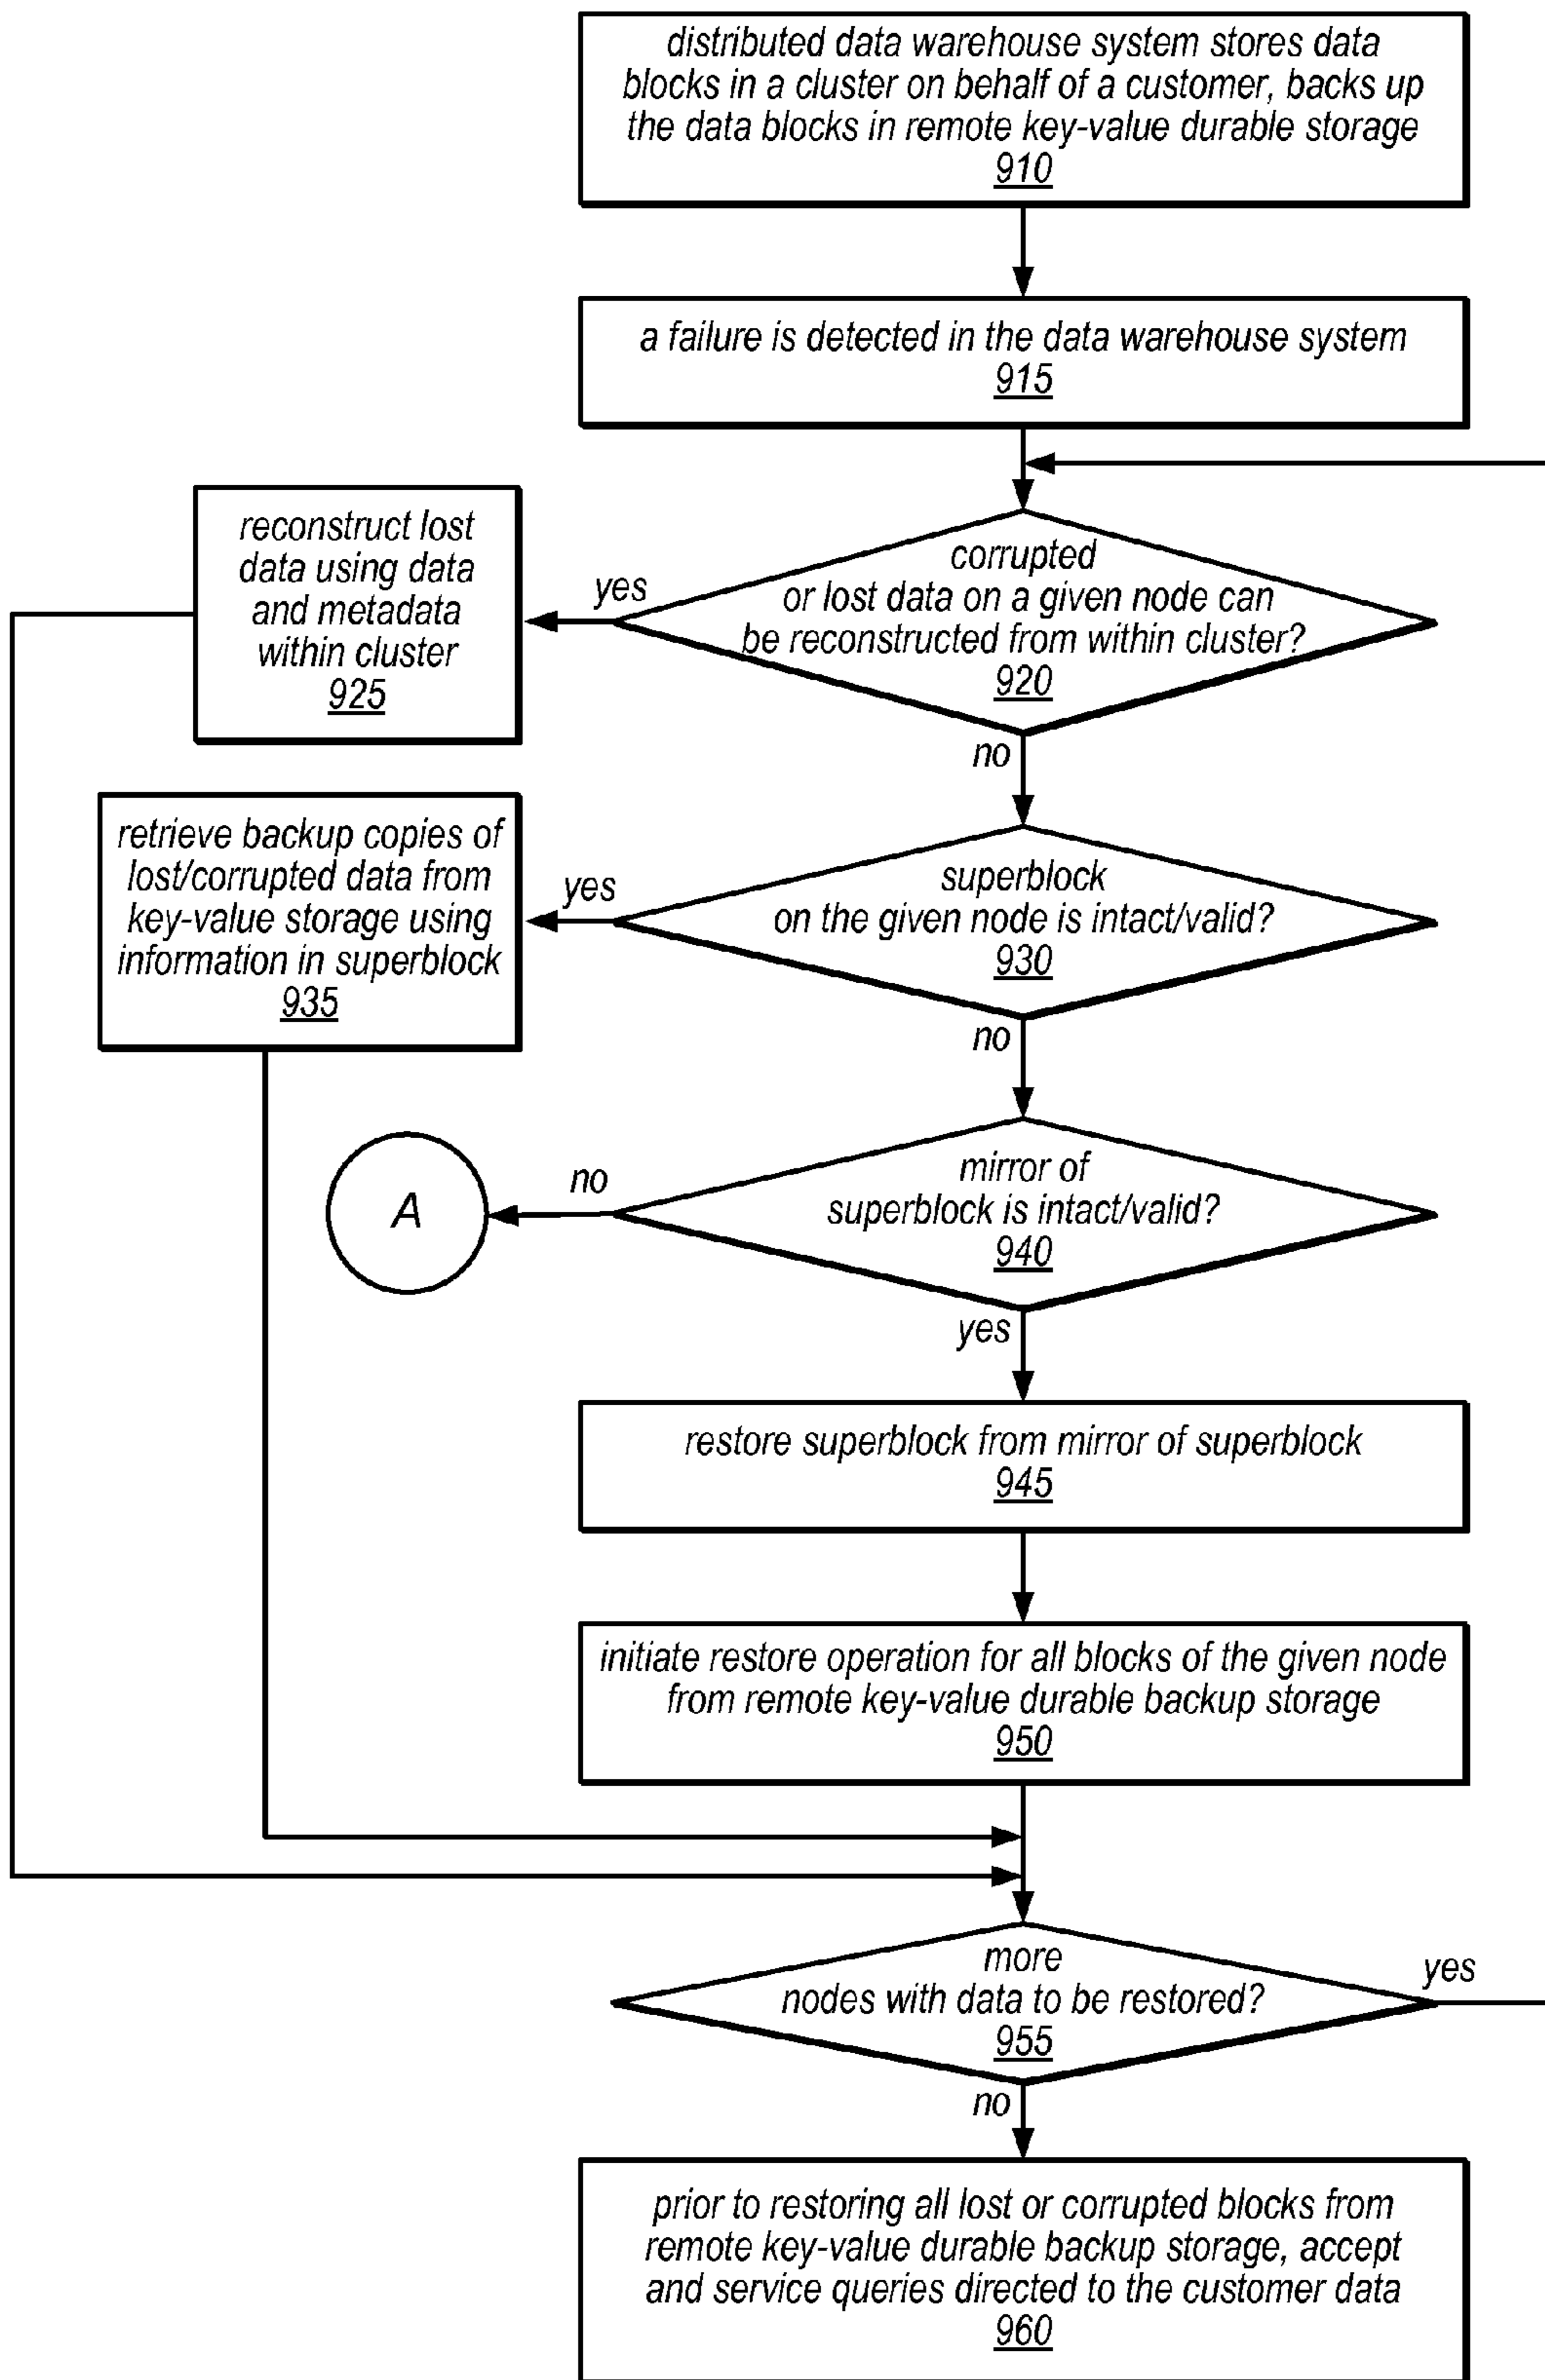 distributed data warehouse system stores data
blocks in a cluster on behalf of a customer, backs up
the data blocks in remote key-value durable storage
910
a failure is detected in the data warehouse system
915
corrupted
or lost data on a given node can
be reconstructed from within cluster?
920
yes
reconstruct lost
data using data
and metadata
within cluster
925
no
superblock
on the given node is intact/valid?
930
yes
retrieve backup copies of
lost/corrupted data from
key-value storage using
information in superblock
935
no
mirror of
superblock is intact/valid?
940
no
A
yes
restore superblock from mirror of superblock
945
initiate restore operation for all blocks of the given node
from remote key-value durable backup storage
950
more
nodes with data to be restored?
955
yes
no
prior to restoring all lost or corrupted blocks from
remote key-value durable backup storage, accept
and service queries directed to the customer data
960